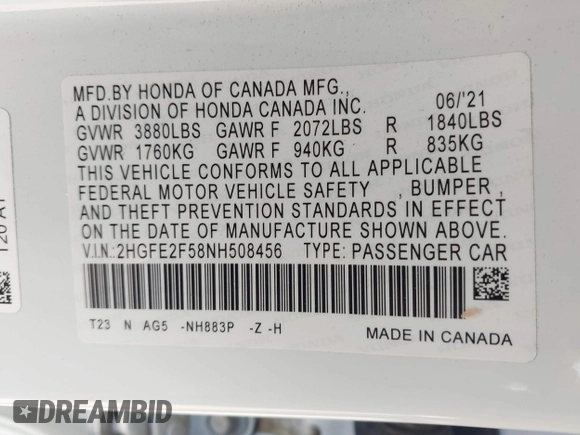 MFD.BY HONDA OF CANADA MFG.,
A DIVISION OF HONDA CANADA INC. 06/'21
GVWR 3880LBS GAWR F 2072LBS R 1840LBS
GVWR 1760KG GAWR F 940KG R 835KG
THIS VEHICLE CONFORMS TO ALL APPLICABLE
FEDERAL MOTOR VEHICLE SAFETY , BUMPER ,
AND THEFT PREVENTION STANDARDS IN EFFECT
ON THE DATE OF MANUFACTURE SHOWN ABOVE.
V.I.N.:2HGFE2F58NH508456 TYPE: PASSENGER CAR
T23 N AG5 -NH883P -Z -H
MADE IN CANADA
T20 A1
DREAMBID